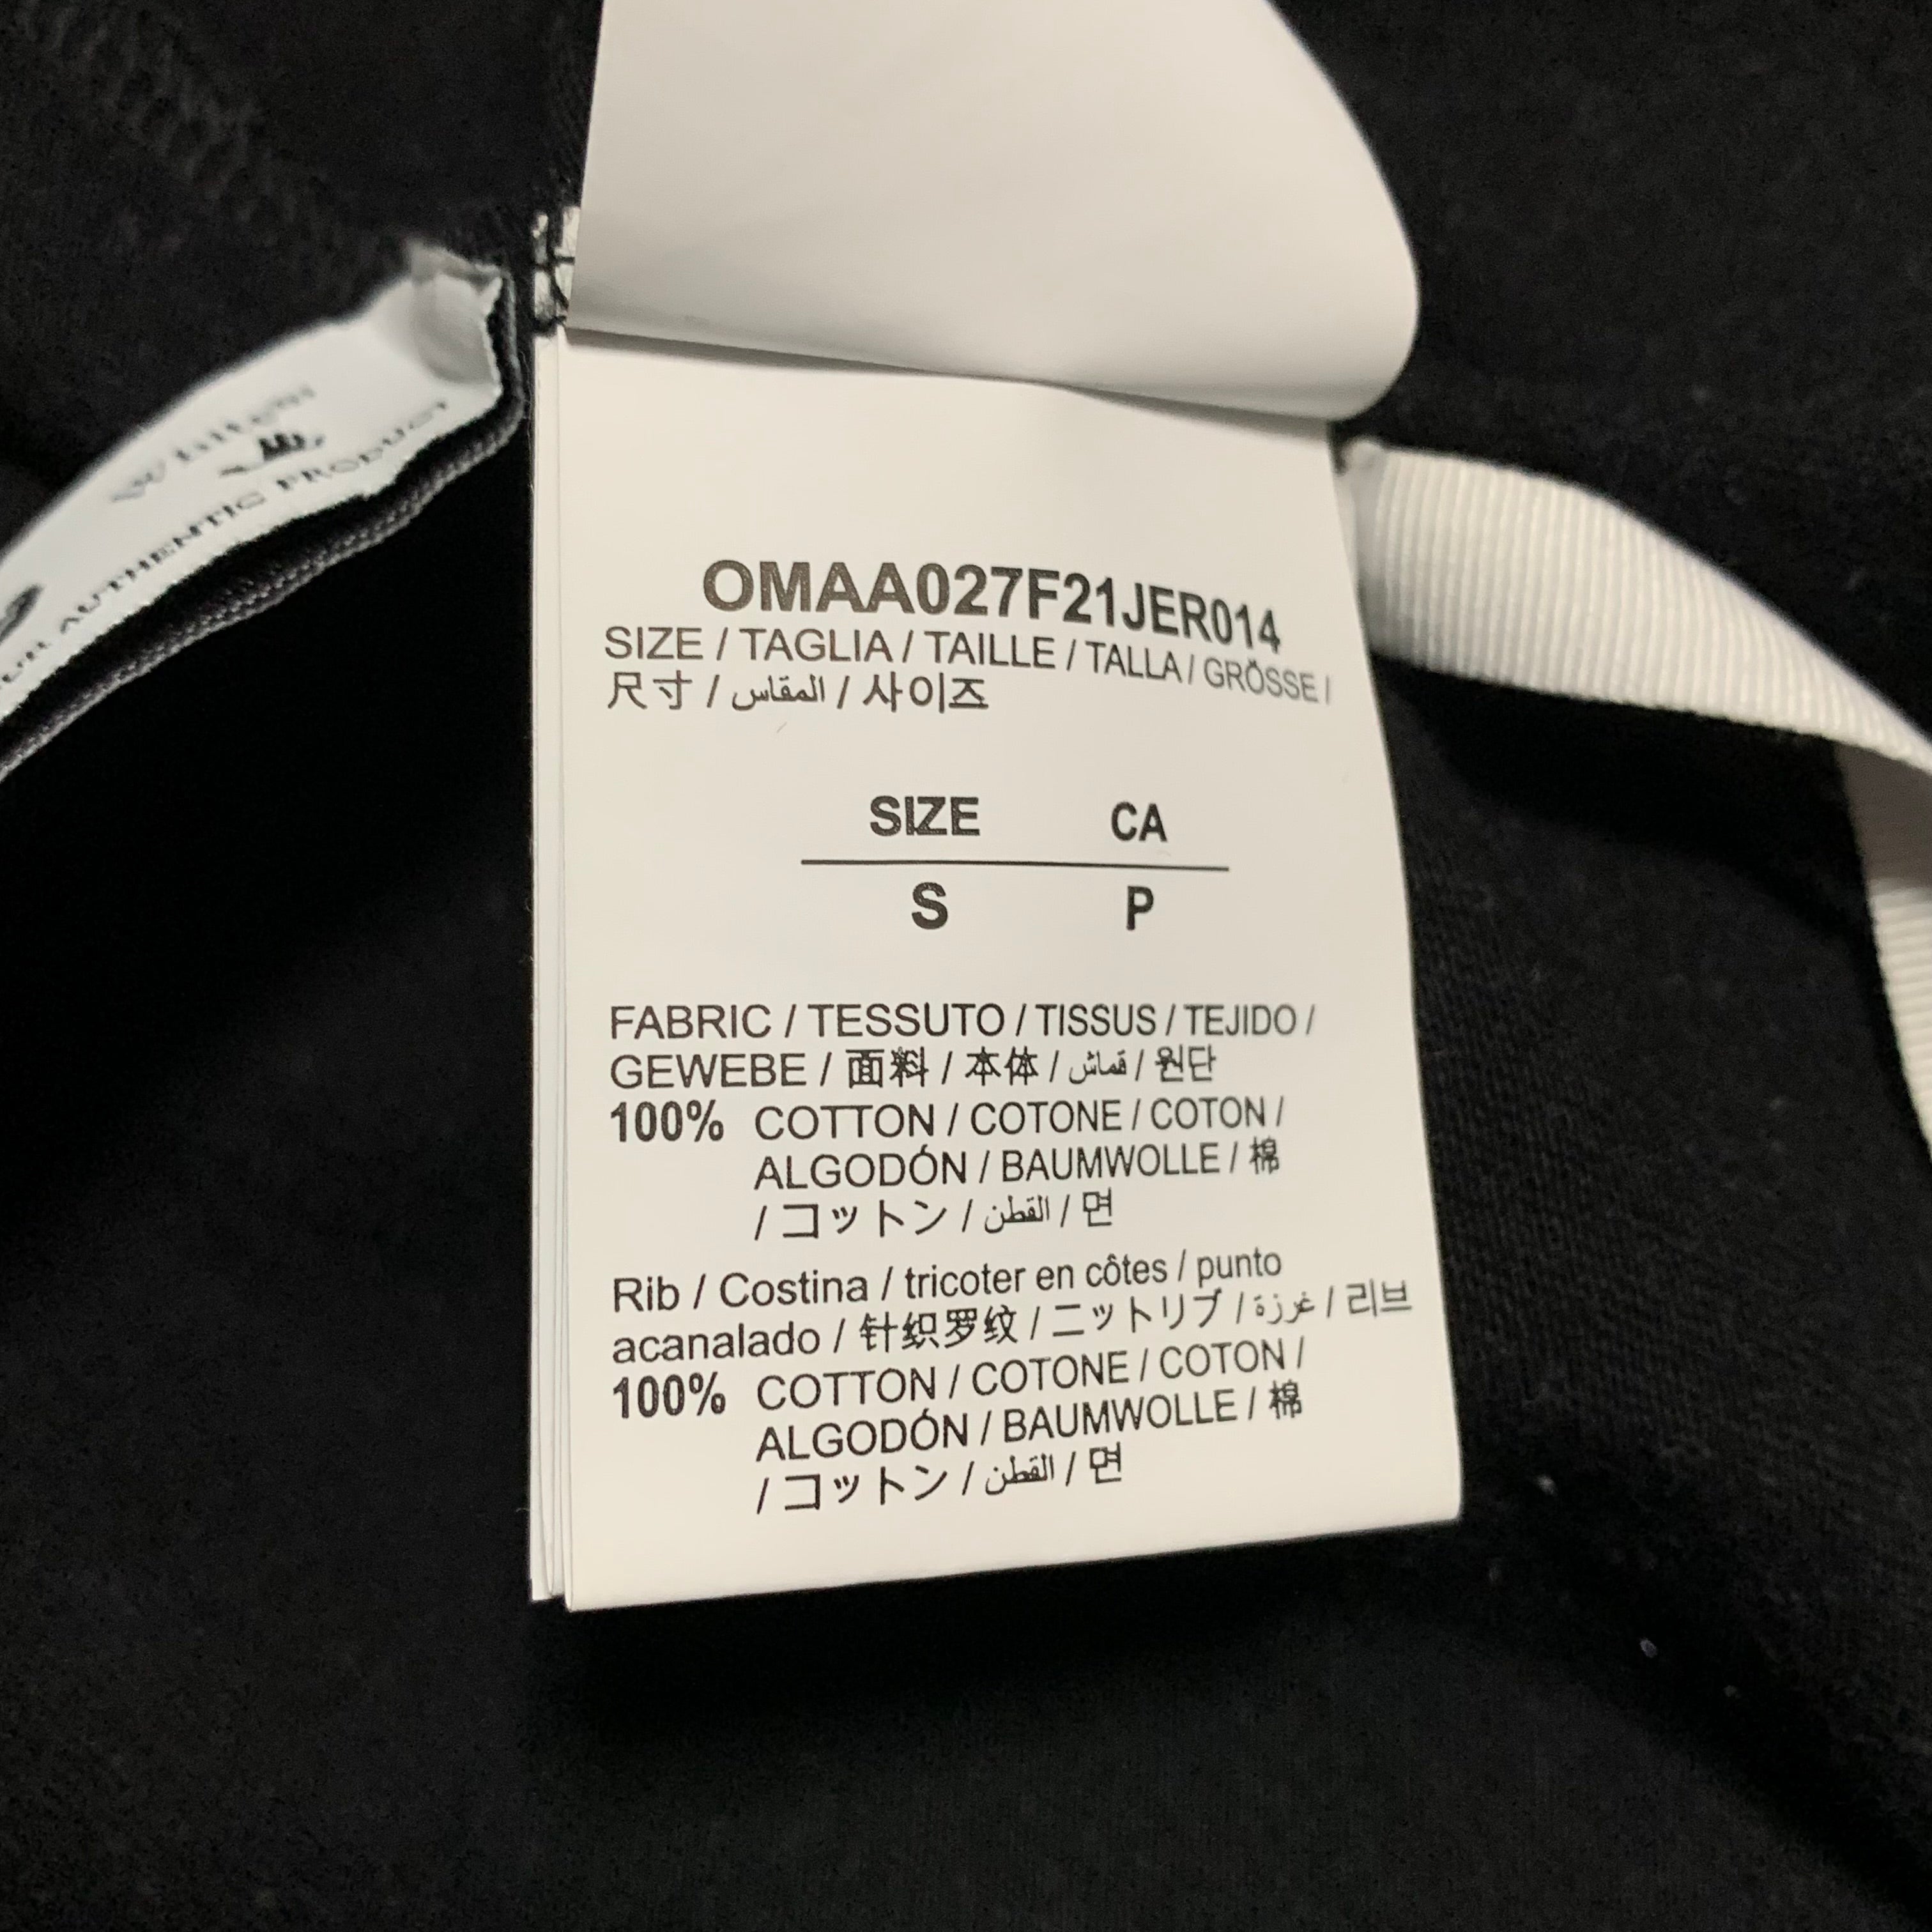 AUTHENTIC PRODUCT
OMAA027F21JER014
SIZE / TAGLIA / TAILLE / TALLA / GRÖSSE /
尺寸 / المقاس / 사이즈
SIZE CA
S P
FABRIC / TESSUTO / TISSUS / TEJIDO /
GEWEBE / 面料 / 本体 / قماش / 원단
100% COTTON / COTONE / COTON /
ALGODÓN / BAUMWOLLE / 棉
/ コットン / القطن / 면
Rib / Costina / tricoter en côtes / punto
acanalado / 针织罗纹 / ニットリブ / غرزة / 리브
100% COTTON / COTONE / COTON /
ALGODÓN / BAUMWOLLE / 棉
/ コットン / القطن / 면